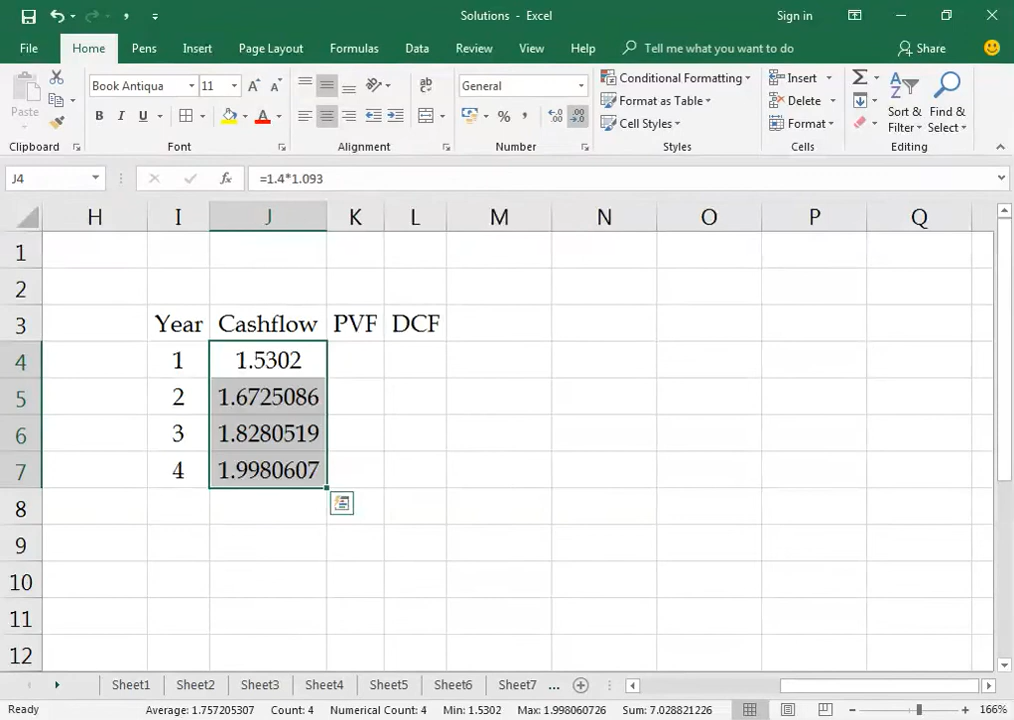 Solutions - Excel
Sign in
File Home Pens Insert Page Layout Formulas Data Review View Help Tell me what you want to do Share
Paste
Book Antiqua 11
General
Conditional Formatting
Format as Table
Cell Styles
Insert
Delete
Format
Sort & Filter
Find & Select
Clipboard Font Alignment Number Styles Cells Editing
J4 fx =1.4*1.093
H I J K L M N O P Q
1
2
3 Year Cashflow PVF DCF
4 1 1.5302
5 2 1.6725086
6 3 1.8280519
7 4 1.9980607
8
9
10
11
12
Sheet1 Sheet2 Sheet3 Sheet4 Sheet5 Sheet6 Sheet7 ...
Ready Average: 1.757205307 Count: 4 Numerical Count: 4 Min: 1.5302 Max: 1.998060726 Sum: 7.028821226 166%